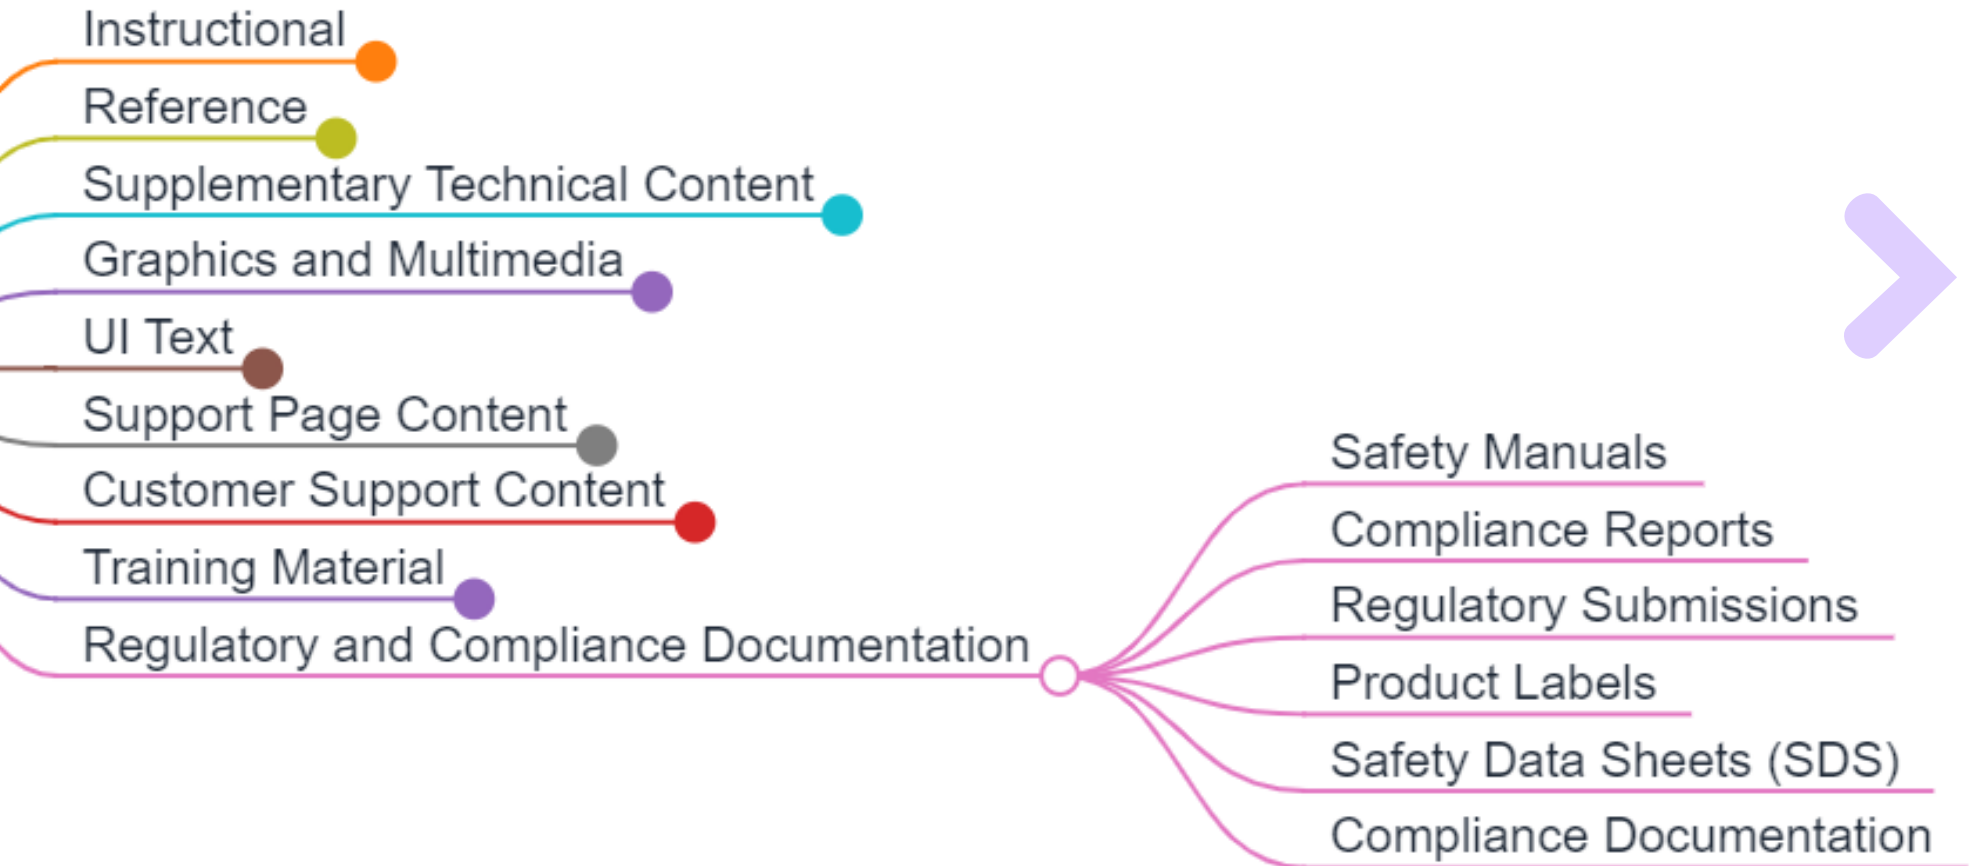 Instructional
Reference
Supplementary Technical Content
Graphics and Multimedia
UI Text
Support Page Content
Customer Support Content
Training Material
Regulatory and Compliance Documentation
Safety Manuals
Compliance Reports
Regulatory Submissions
Product Labels
Safety Data Sheets (SDS)
Compliance Documentation